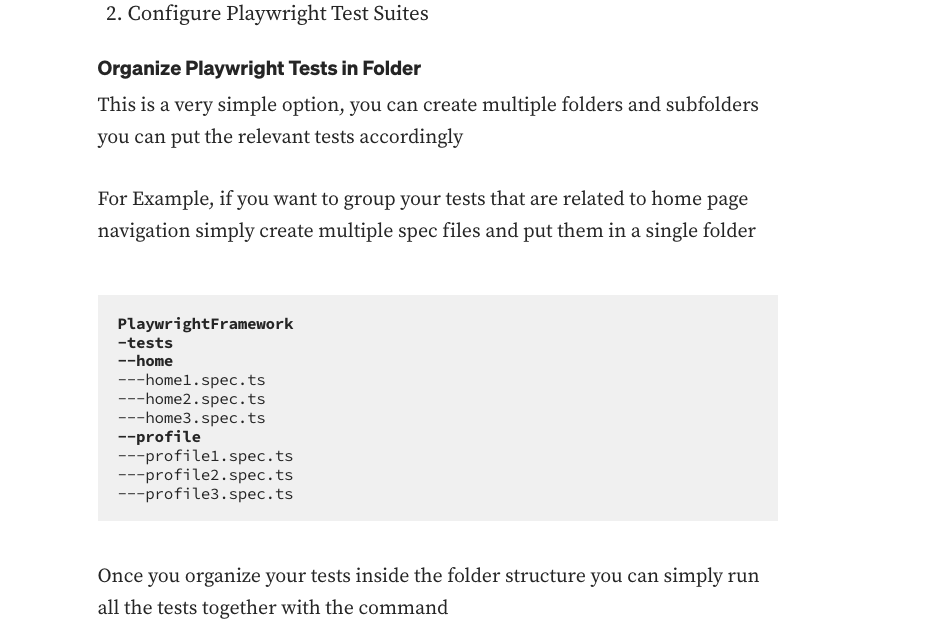 2. Configure Playwright Test Suites
Organize Playwright Tests in Folder
This is a very simple option, you can create multiple folders and subfolders
you can put the relevant tests accordingly
For Example, if you want to group your tests that are related to home page
navigation simply create multiple spec files and put them in a single folder
PlaywrightFramework
-tests
--home
---home1.spec.ts
---home2.spec.ts
---home3.spec.ts
--profile
---profile1.spec.ts
---profile2.spec.ts
---profile3.spec.ts
Once you organize your tests inside the folder structure you can simply run
all the tests together with the command